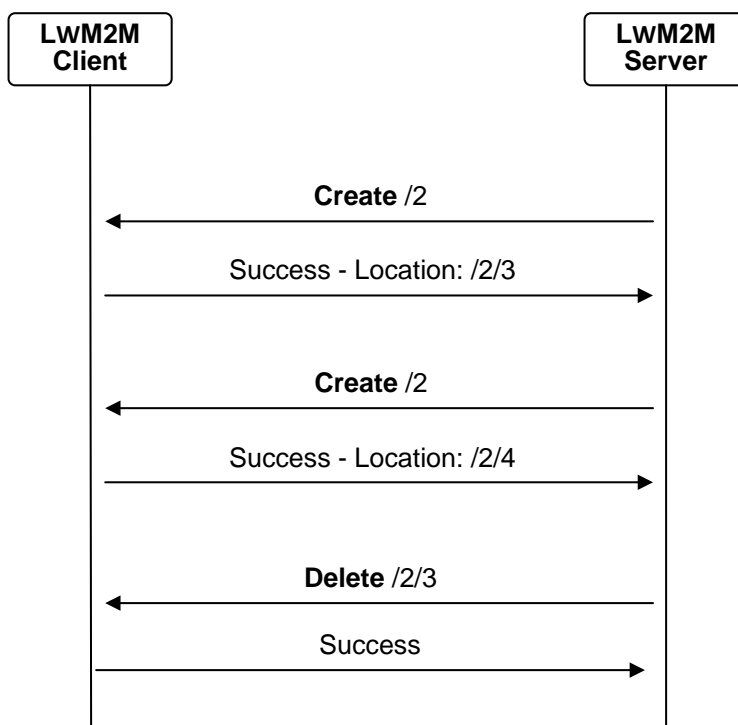 LwM2M
Client
LwM2M
Server
Create /2
Success - Location: /2/3
Create /2
Success - Location: /2/4
Delete /2/3
Success